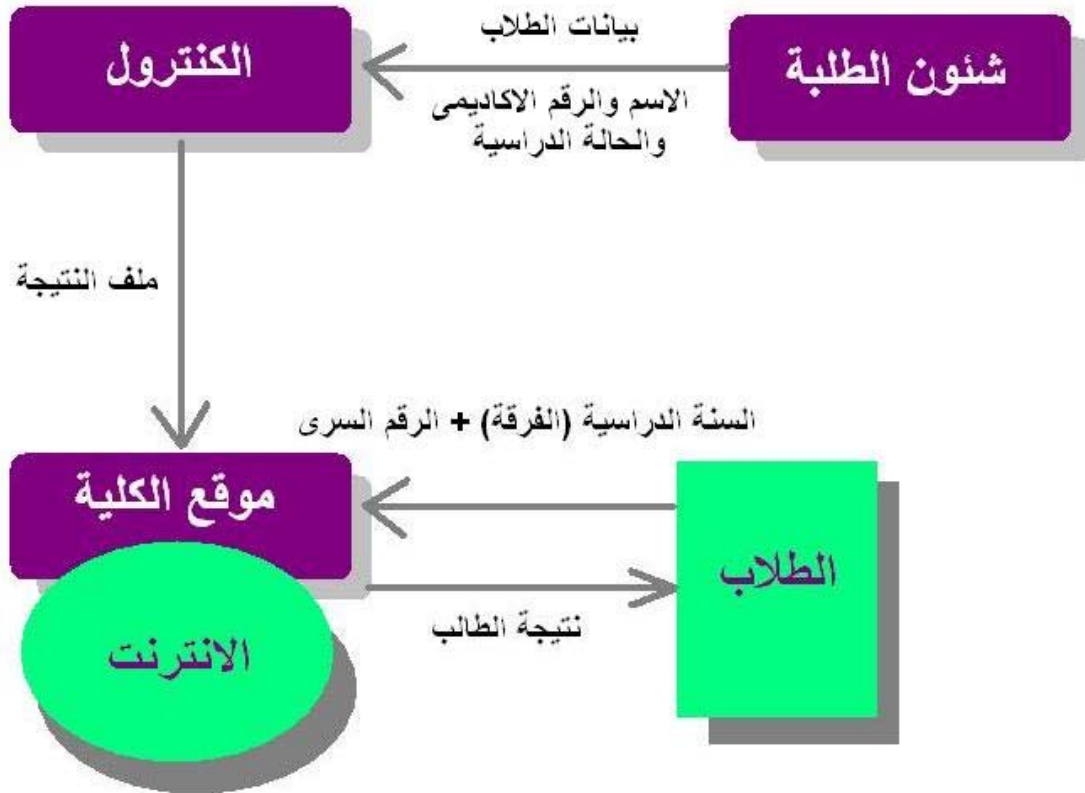 شئون الطلبة
بيانات الطلاب
الاسم والرقم الاكاديمى
والحالة الدراسية
الكنترول
ملف النتيجة
السنة الدراسية (الفرقة) + الرقم السرى
موقع الكلية
الانترنت
الطلاب
نتيجة الطالب